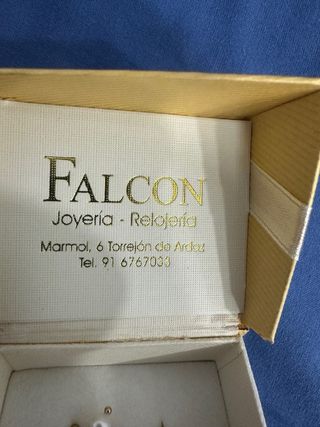 FALCON
Joyería - Relojería
Marmol, 6 Torrejón de Ardoz
Tel. 91 6767033